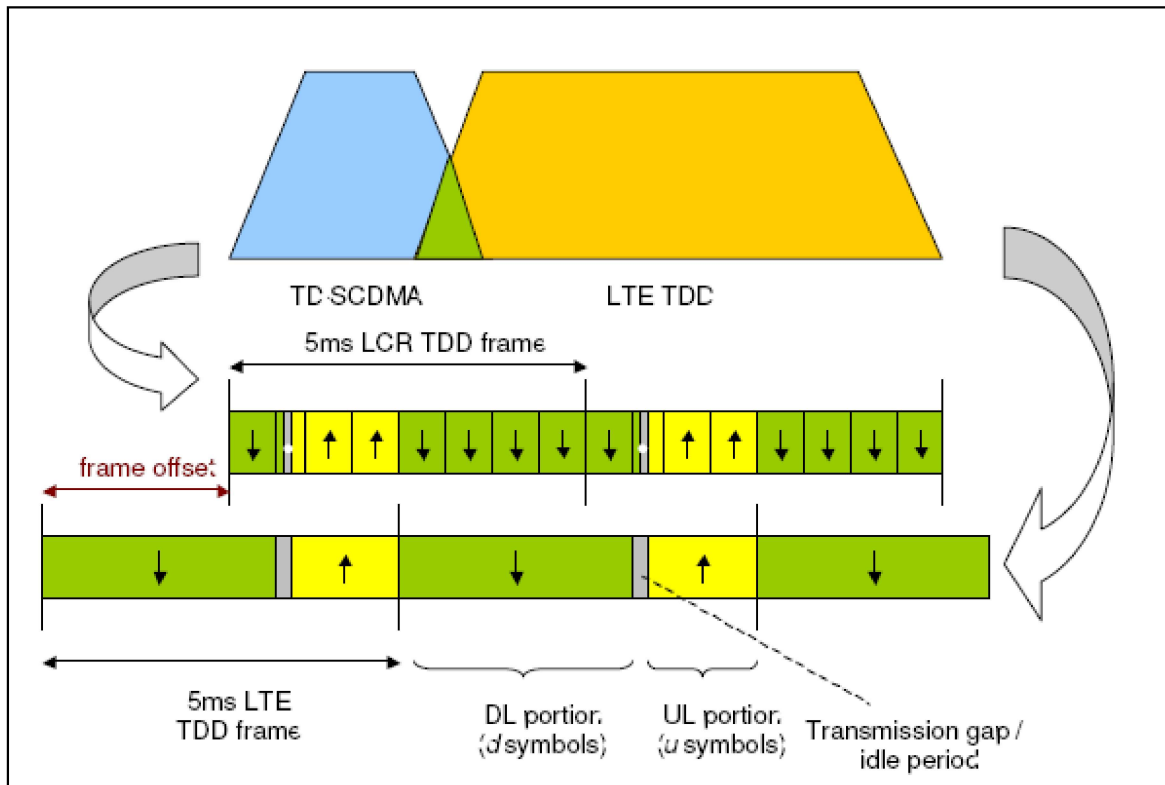 TD-SCDMA
LTE TDD
5ms LCR TDD frame
frame offset
5ms LTE
TDD frame
DL portion
(d symbols)
UL portion
(u symbols)
Transmission gap /
idle period